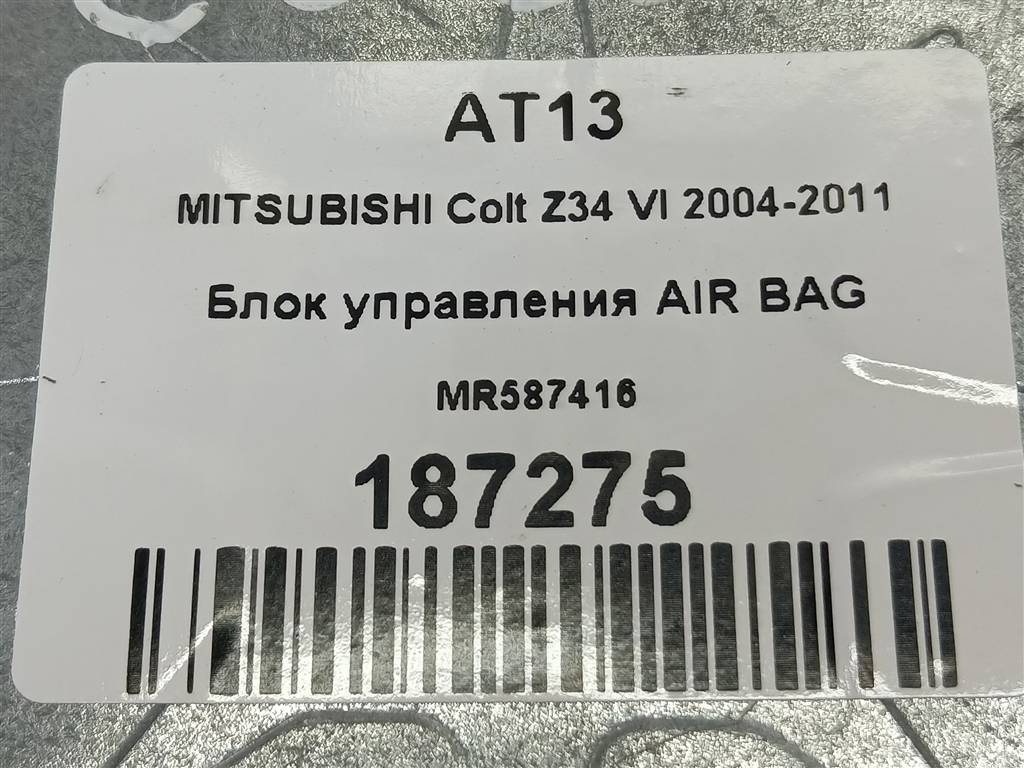 AT13
MITSUBISHI Colt Z34 VI 2004-2011
Блок управления AIR BAG
MR587416
187275